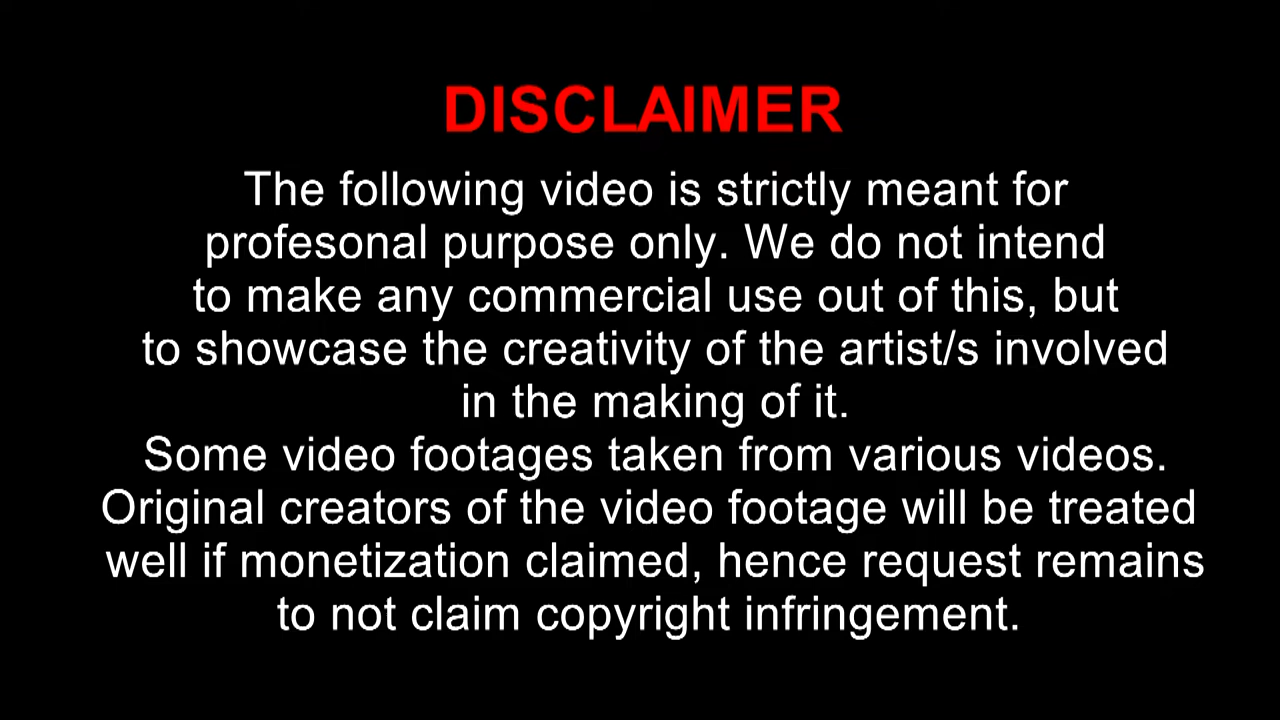 DISCLAIMER
The following video is strictly meant for
profesonal purpose only. We do not intend
to make any commercial use out of this, but
to showcase the creativity of the artist/s involved
in the making of it.
Some video footages taken from various videos.
Original creators of the video footage will be treated
well if monetization claimed, hence request remains
to not claim copyright infringement.